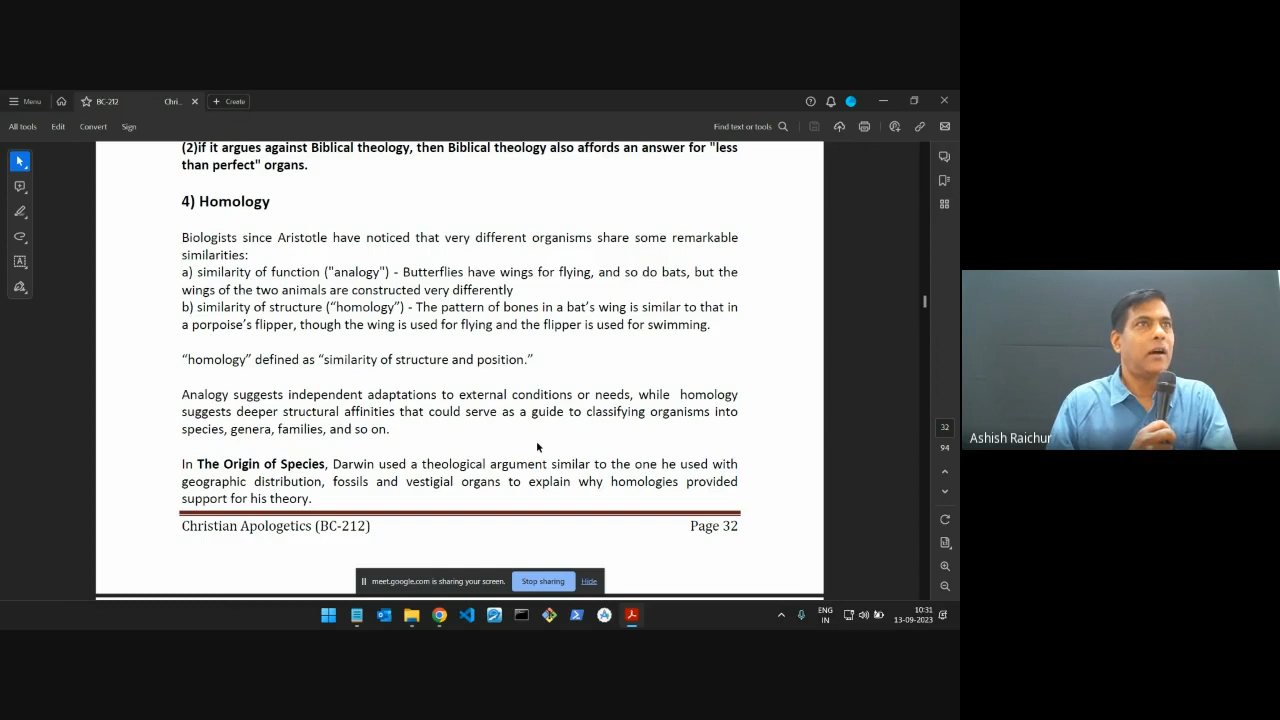 Menu
BC-212
Chri...
Create
All tools
Edit
Convert
Sign
Find text or tools
(2)if it argues against Biblical theology, then Biblical theology also affords an answer for "less
than perfect" organs.
4) Homology
Biologists since Aristotle have noticed that very different organisms share some remarkable
similarities:
a) similarity of function ("analogy") - Butterflies have wings for flying, and so do bats, but the
wings of the two animals are constructed very differently
b) similarity of structure (“homology”) - The pattern of bones in a bat’s wing is similar to that in
a porpoise’s flipper, though the wing is used for flying and the flipper is used for swimming.
“homology” defined as “similarity of structure and position.”
Analogy suggests independent adaptations to external conditions or needs, while homology
suggests deeper structural affinities that could serve as a guide to classifying organisms into
species, genera, families, and so on.
In The Origin of Species, Darwin used a theological argument similar to the one he used with
geographic distribution, fossils and vestigial organs to explain why homologies provided
support for his theory.
Christian Apologetics (BC-212)
Page 32
32
94
meet.google.com is sharing your screen.
Stop sharing
Hide
ENG
IN
10:31
13-09-2023
Ashish Raichur